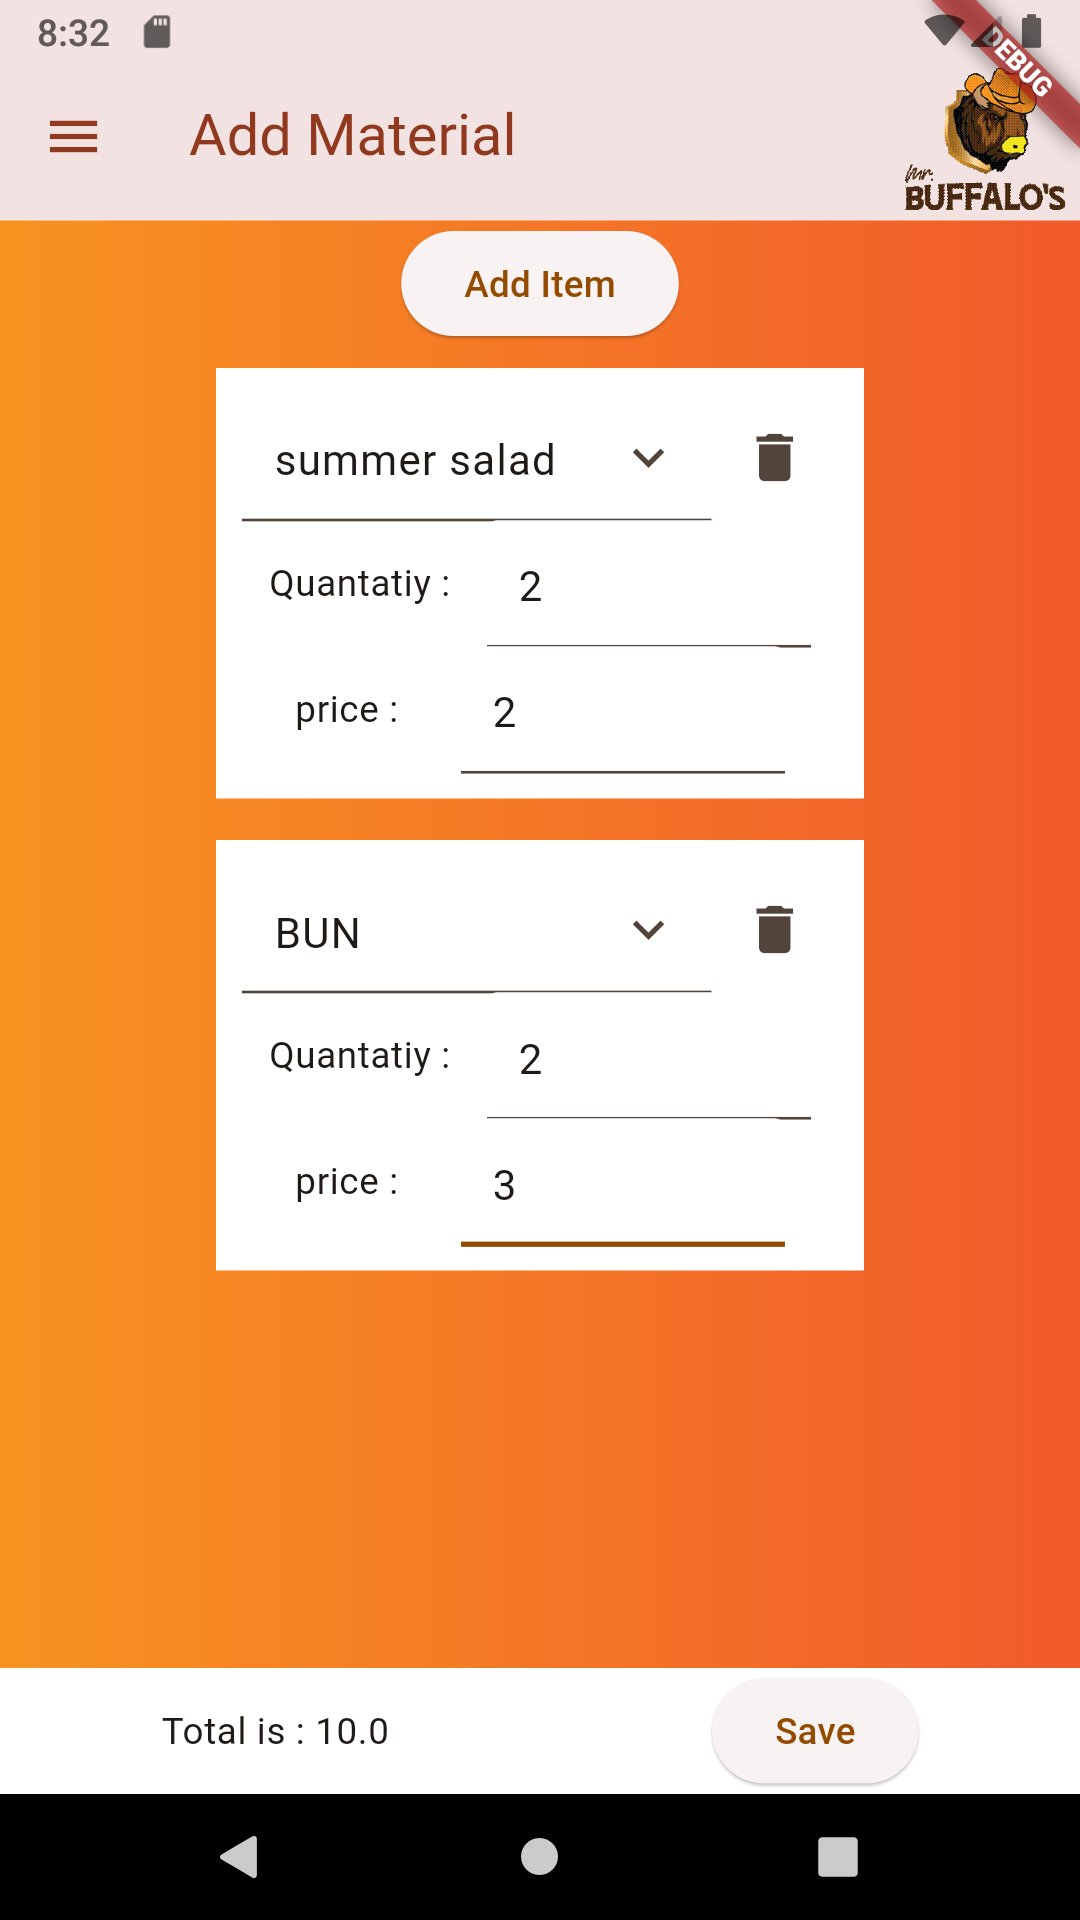 8:32
DEBUG
Add Material
Mr.
BUFFALO'S
Add Item
summer salad
Quantatiy :
2
price :
2
BUN
Quantatiy :
2
price :
3
Total is : 10.0
Save